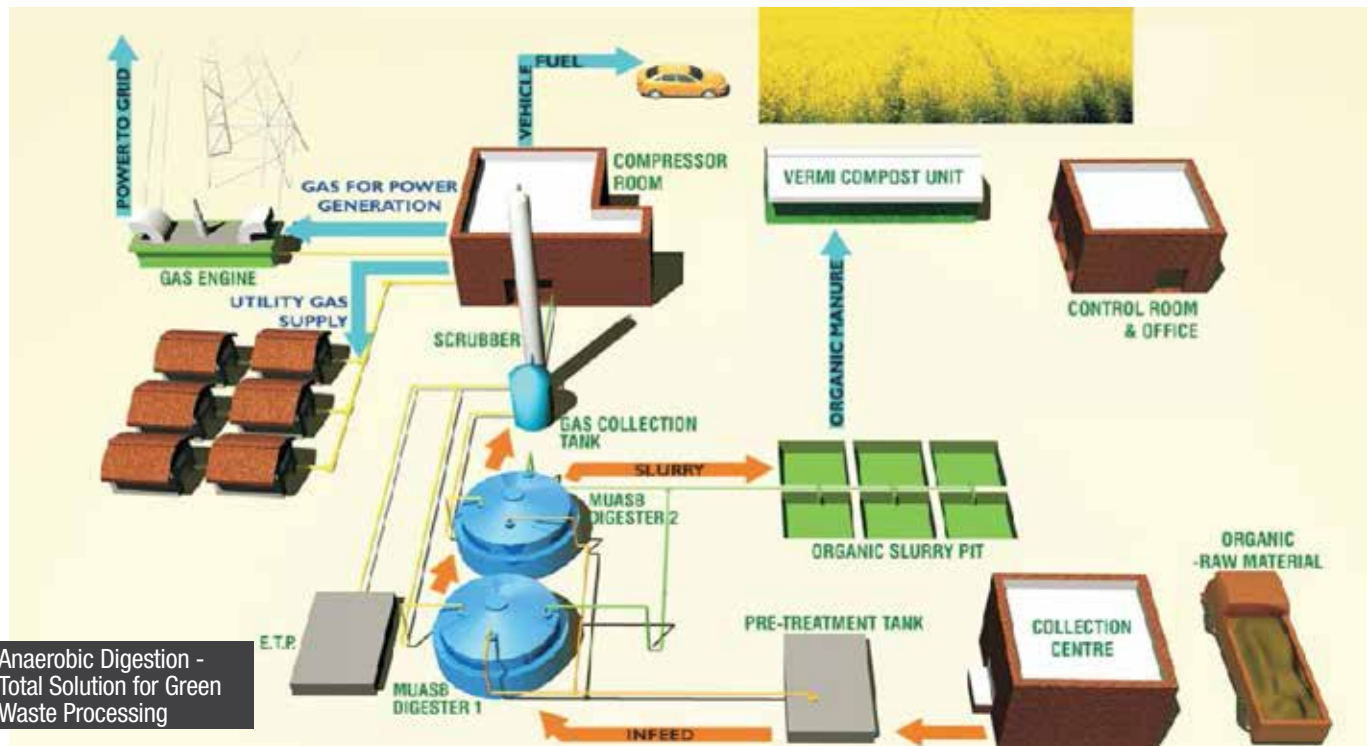 POWER TO GRID
VEHICLE
FUEL
COMPRESSOR
ROOM
VERMI COMPOST UNIT
GAS FOR POWER
GENERATION
GAS ENGINE
UTILITY GAS
SUPPLY
CONTROL ROOM
& OFFICE
SCRUBBER
ORGANIC MANURE
GAS COLLECTION
TANK
SLURRY
MUASB
DIGESTER 2
ORGANIC SLURRY PIT
ORGANIC
-RAW MATERIAL
E.T.P.
PRE-TREATMENT TANK
COLLECTION
CENTRE
MUASB
DIGESTER 1
INFEED
Anaerobic Digestion -
Total Solution for Green
Waste Processing